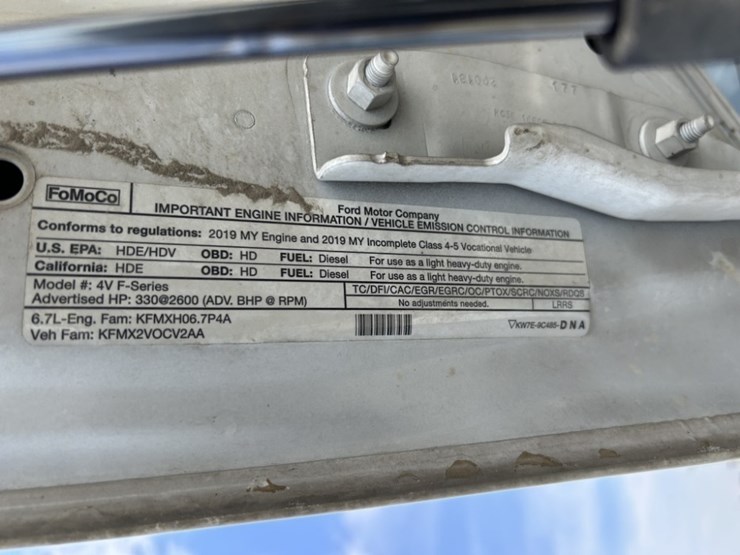 FoMoCo
Ford Motor Company
IMPORTANT ENGINE INFORMATION / VEHICLE EMISSION CONTROL INFORMATION
Conforms to regulations: 2019 MY Engine and 2019 MY Incomplete Class 4-5 Vocational Vehicle
U.S. EPA: HDE/HDV OBD: HD FUEL: Diesel For use as a light heavy-duty engine.
California: HDE OBD: HD FUEL: Diesel For use as a light heavy-duty engine.
Model #: 4V F-Series TC/DFI/CAC/EGR/EGRC/OC/PTOX/SCRC/NOXS/RDQS
Advertised HP: 330@2600 (ADV. BHP @ RPM) No adjustments needed. LRRS
6.7L-Eng. Fam: KFMXH06.7P4A
Veh Fam: KFMX2VOCV2AA
KW7E-9C485-DNA